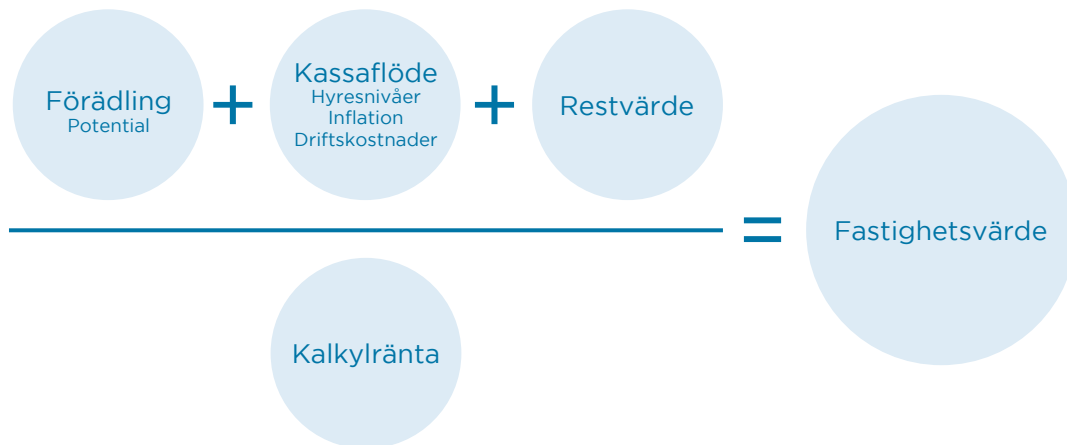 Förädling
Potential
+
Kassaflöde
Hyresnivåer
Inflation
Driftskostnader
+
Restvärde
=
Fastighetsvärde
Kalkylränta